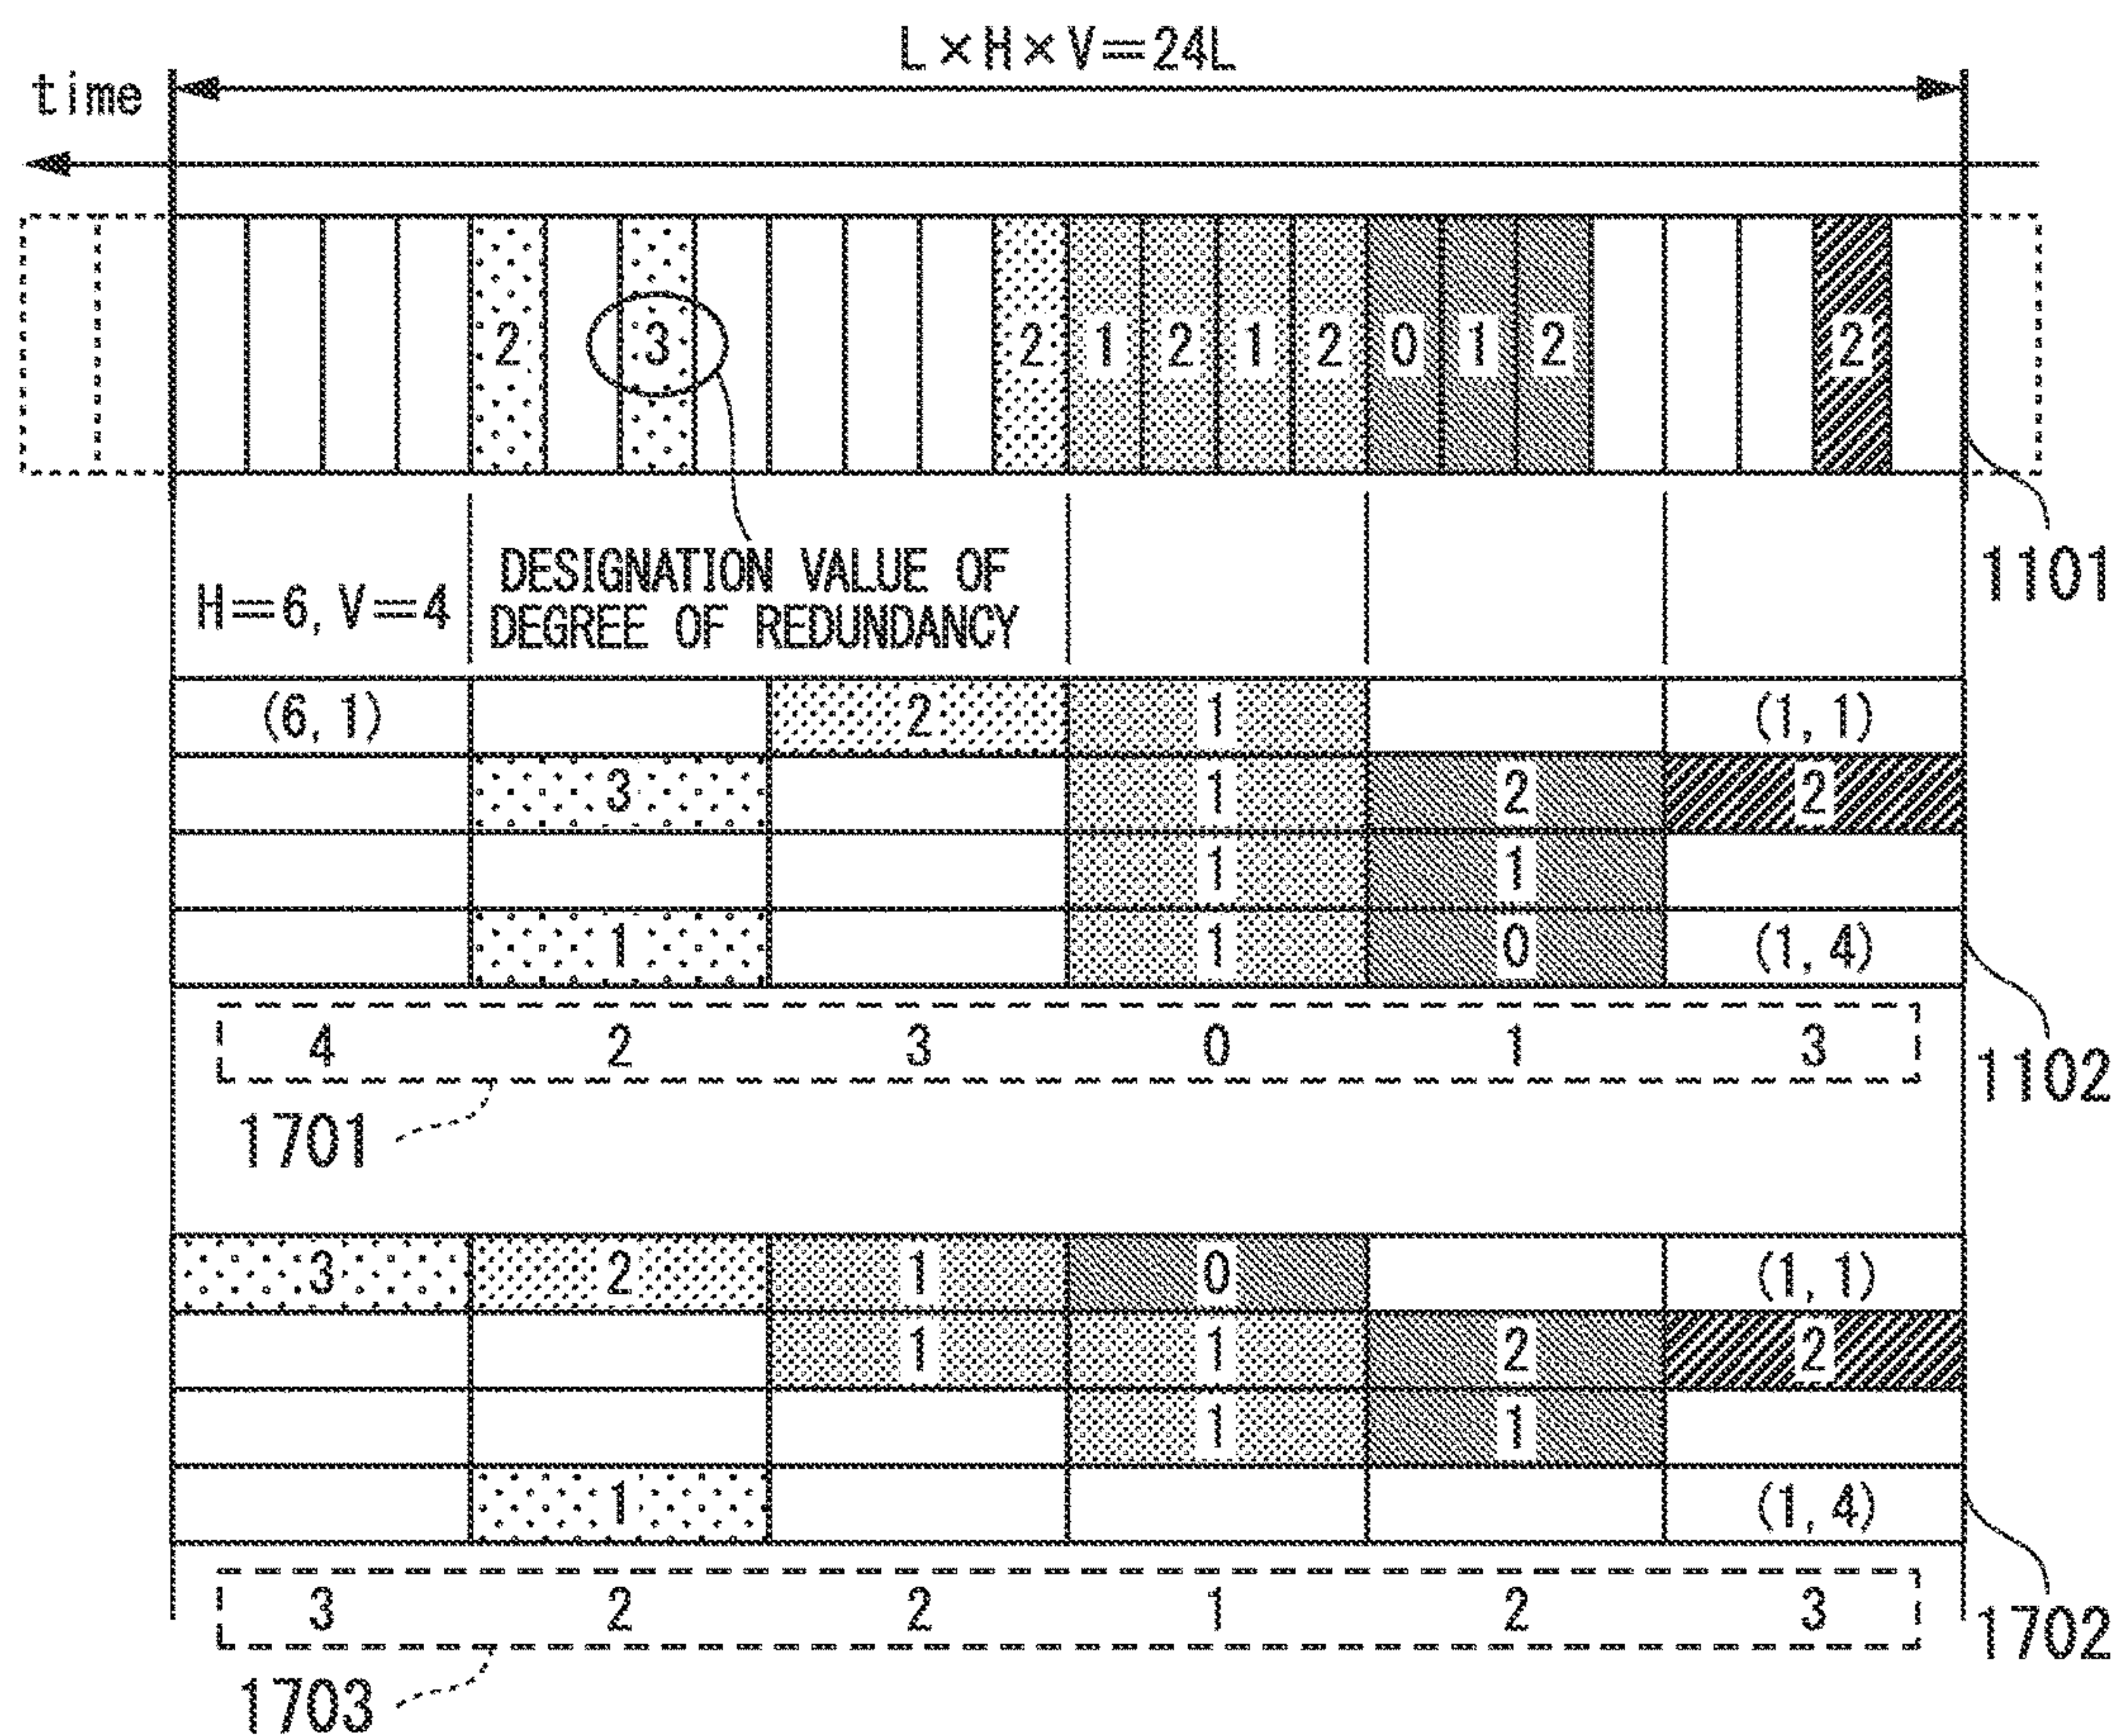 L×H×V=24L
time
2 3 2 1 2 1 2 0 1 2 2
1101
H=6, V=4
DESIGNATION VALUE OF
DEGREE OF REDUNDANCY
(6, 1) 2 1 (1, 1)
3 1 2 2
1 1
1 1 0 (1, 4)
4 2 3 0 1 3
1102
1701
3 2 1 0 (1, 1)
1 1 2 2
1 1
1 (1, 4)
3 2 2 1 2 3
1702
1703